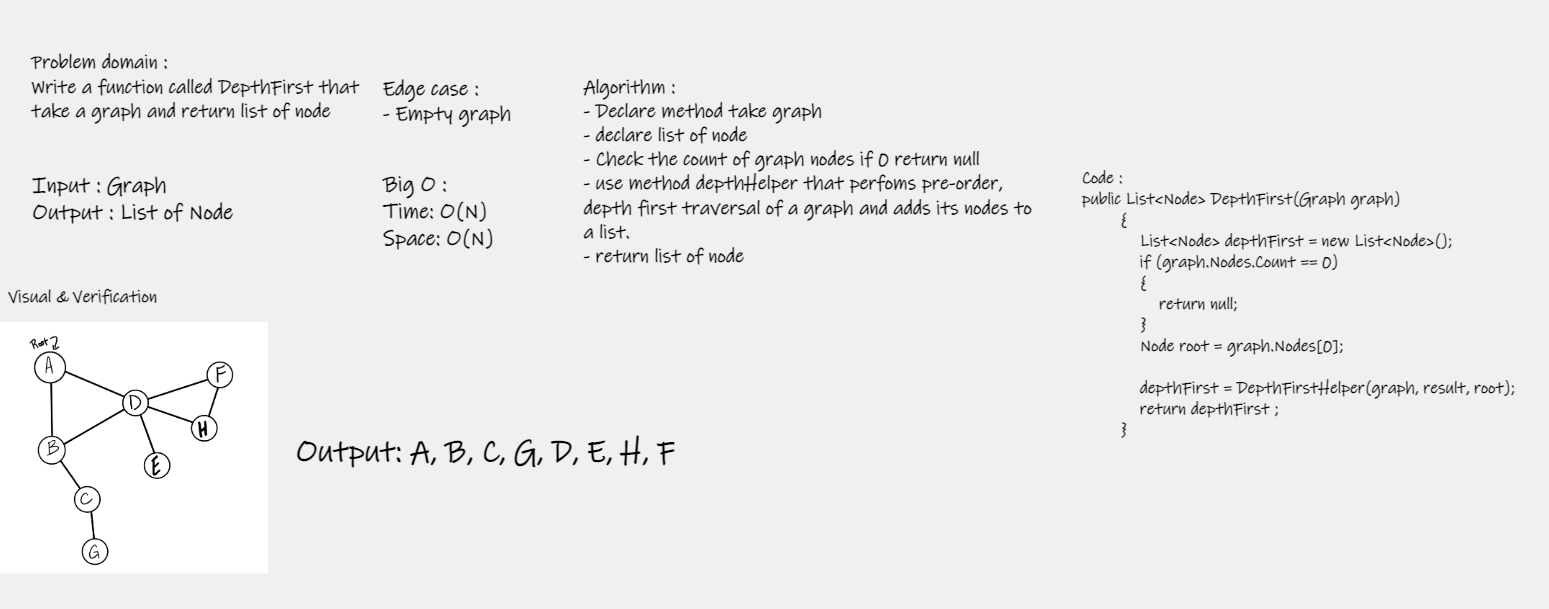 Problem domain :
Write a function called DepthFirst that
take a graph and return list of node
Input : Graph
Output : List of Node
Edge case :
- Empty graph
Big O :
Time: O(N)
Space: O(N)
Algorithm :
- Declare method take graph
- declare list of node
- Check the count of graph nodes if 0 return null
- use method depthHelper that perfoms pre-order,
depth first traversal of a graph and adds its nodes to
a list.
- return list of node
Code :
public List<Node> DepthFirst(Graph graph)
{
List<Node> depthFirst = new List<Node>();
if (graph.Nodes.Count == 0)
{
return null;
}
Node root = graph.Nodes[0];
depthFirst = DepthFirstHelper(graph, result, root);
return depthFirst ;
}
Visual & Verification
Root
A
F
D
H
B
E
C
G
Output: A, B, C, G, D, E, H, F